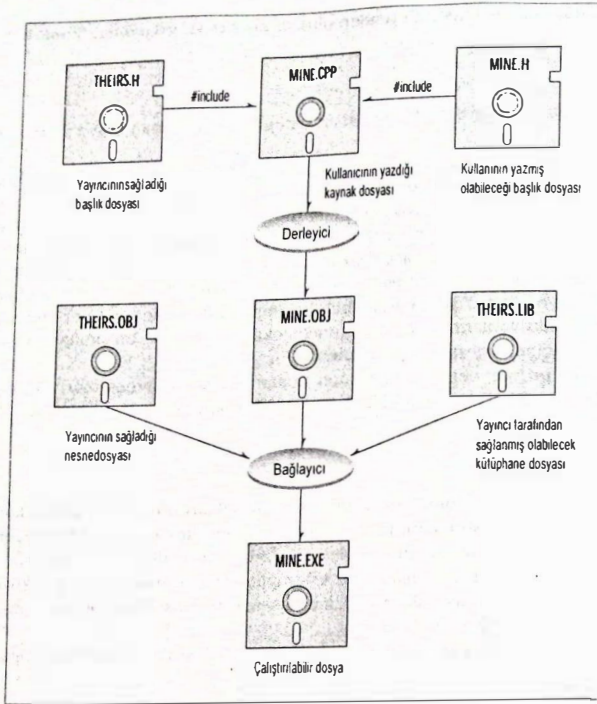 THEIRS.H
#include
MINE.CPP
#include
MINE.H
Yayıncınınsağladığı
başlık dosyası
Kullanıcının yazdığı
kaynak dosyası
Kullanının yazmış
olabileceği başlık dosyası
Derleyici
THEIRS.OBJ
MINE.OBJ
THEIRS.LIB
Yayıncının sağladığı
nesnedosyası
Yayıncı tarafından
sağlanmış olabilecek
kütüphane dosyası
Bağlayıcı
MINE.EXE
Çalıştırılabilir dosya